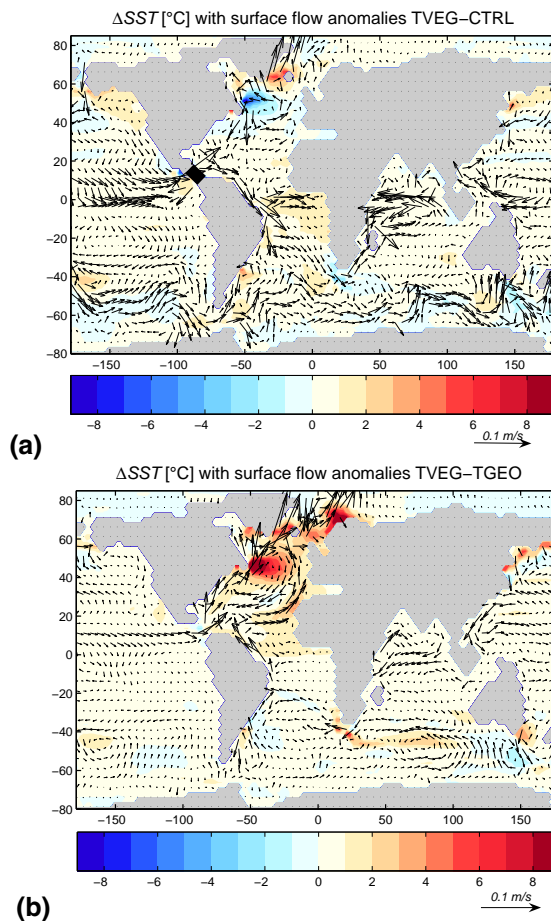 ΔSST [°C] with surface flow anomalies TVEG−CTRL
80
60
40
20
0
−20
−40
−60
−80
−150 −100 −50 0 50 100 150
−8 −6 −4 −2 0 2 4 6 8
(a)
0.1 m/s
ΔSST [°C] with surface flow anomalies TVEG−TGEO
80
60
40
20
0
−20
−40
−60
−80
−150 −100 −50 0 50 100 150
−8 −6 −4 −2 0 2 4 6 8
(b)
0.1 m/s